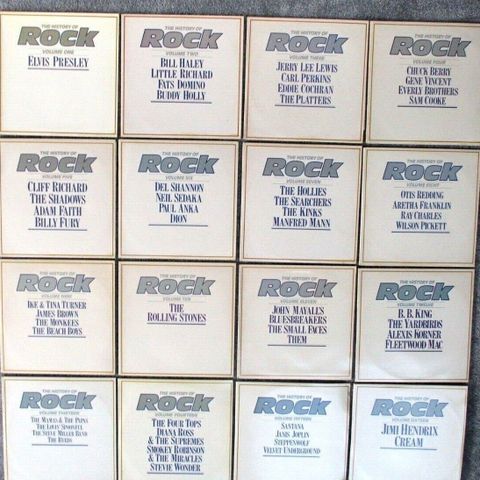 THE HISTORY OF
ROCK
VOLUME ONE
ELVIS PRESLEY
THE HISTORY OF
ROCK
VOLUME TWO
BILL HALEY
LITTLE RICHARD
FATS DOMINO
BUDDY HOLLY
THE HISTORY OF
ROCK
VOLUME THREE
JERRY LEE LEWIS
CARL PERKINS
EDDIE COCHRAN
THE PLATTERS
THE HISTORY OF
ROCK
VOLUME FOUR
CHUCK BERRY
GENE VINCENT
EVERLY BROTHERS
SAM COOKE
THE HISTORY OF
ROCK
VOLUME FIVE
CLIFF RICHARD
THE SHADOWS
ADAM FAITH
BILLY FURY
THE HISTORY OF
ROCK
VOLUME SIX
DEL SHANNON
NEIL SEDAKA
PAUL ANKA
DION
THE HISTORY OF
ROCK
VOLUME SEVEN
THE HOLLIES
THE SEARCHERS
THE KINKS
MANFRED MANN
THE HISTORY OF
ROCK
VOLUME EIGHT
OTIS REDDING
ARETHA FRANKLIN
RAY CHARLES
WILSON PICKETT
THE HISTORY OF
ROCK
VOLUME NINE
IKE & TINA TURNER
JAMES BROWN
THE MONKEES
THE BEACH BOYS
THE HISTORY OF
ROCK
VOLUME TEN
THE
ROLLING STONES
THE HISTORY OF
ROCK
VOLUME ELEVEN
JOHN MAYALL'S
BLUESBREAKERS
THE SMALL FACES
THEM
THE HISTORY OF
ROCK
VOLUME TWELVE
B. B. KING
THE YARDBIRDS
ALEXIS KORNER
FLEETWOOD MAC
THE HISTORY OF
ROCK
VOLUME THIRTEEN
THE MAMAS & THE PAPAS
THE LOVIN' SPOONFUL
THE STEVE MILLER BAND
THE BYRDS
THE HISTORY OF
ROCK
VOLUME FOURTEEN
THE FOUR TOPS
DIANA ROSS
& THE SUPREMES
SMOKEY ROBINSON
& THE MIRACLES
STEVIE WONDER
THE HISTORY OF
ROCK
VOLUME FIFTEEN
SANTANA
JANIS JOPLIN
STEPPENWOLF
VELVET UNDERGROUND
THE HISTORY OF
ROCK
VOLUME SIXTEEN
JIMI HENDRIX
CREAM